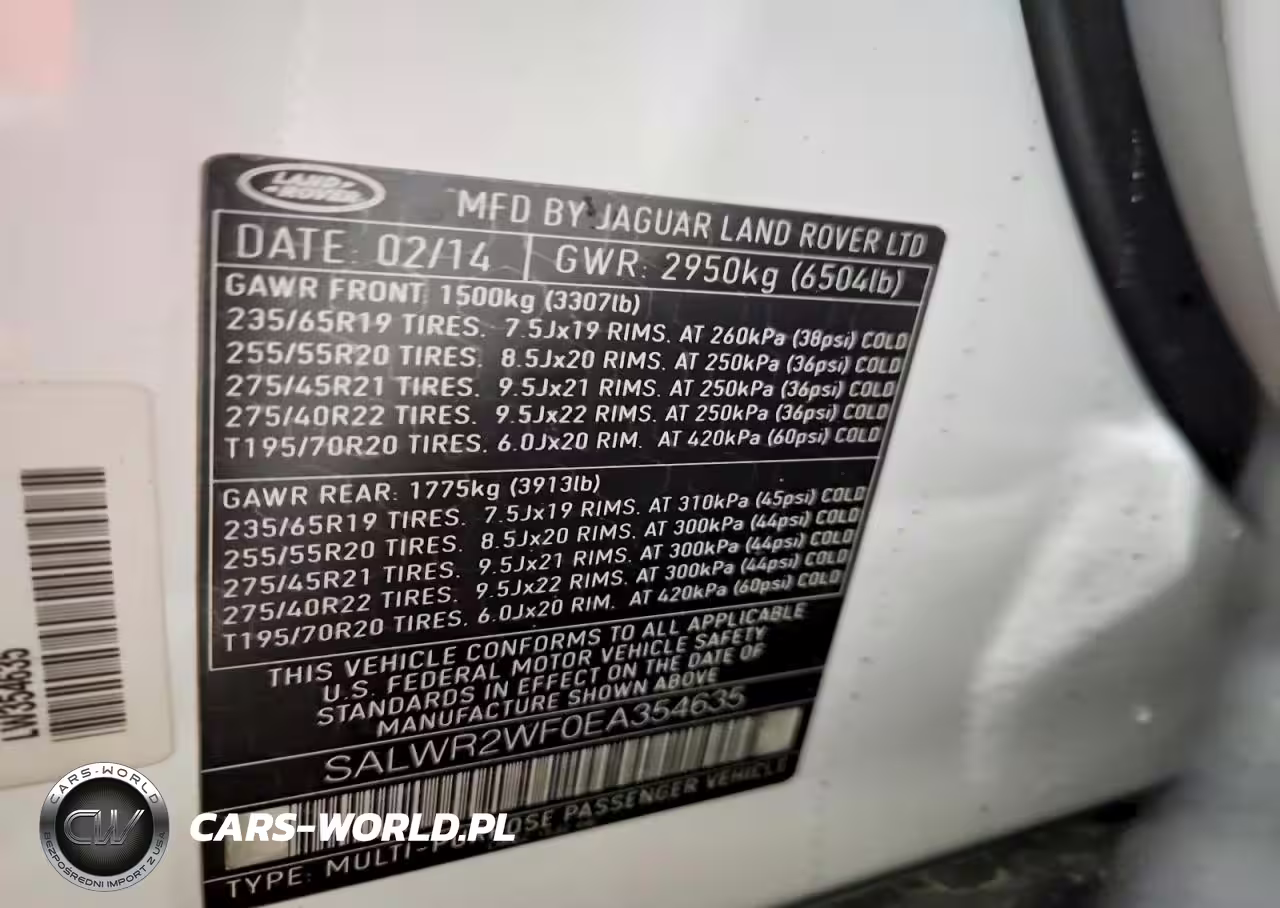 LAND ROVER
MFD BY JAGUAR LAND ROVER LTD
DATE: 02/14 GWR: 2950kg (6504lb)
GAWR FRONT: 1500kg (3307lb)
235/65R19 TIRES. 7.5Jx19 RIMS. AT 260kPa (38psi) COLD
255/55R20 TIRES. 8.5Jx20 RIMS. AT 250kPa (36psi) COLD
275/45R21 TIRES. 9.5Jx21 RIMS. AT 250kPa (36psi) COLD
275/40R22 TIRES. 9.5Jx22 RIMS. AT 250kPa (36psi) COLD
T195/70R20 TIRES. 6.0Jx20 RIM. AT 420kPa (60psi) COLD
GAWR REAR: 1775kg (3913lb)
235/65R19 TIRES. 7.5Jx19 RIMS. AT 310kPa (45psi) COLD
255/55R20 TIRES. 8.5Jx20 RIMS. AT 300kPa (44psi) COLD
275/45R21 TIRES. 9.5Jx21 RIMS. AT 300kPa (44psi) COLD
275/40R22 TIRES. 9.5Jx22 RIMS. AT 300kPa (44psi) COLD
T195/70R20 TIRES. 6.0Jx20 RIM. AT 420kPa (60psi) COLD
THIS VEHICLE CONFORMS TO ALL APPLICABLE
U.S. FEDERAL MOTOR VEHICLE SAFETY
STANDARDS IN EFFECT ON THE DATE OF
MANUFACTURE SHOWN ABOVE
SALWR2WF0EA354635
TYPE: MULTI-PURPOSE PASSENGER VEHICLE
LW354635
CARS-WORLD
CW
BEZPOŚREDNI IMPORT Z USA
CARS-WORLD.PL